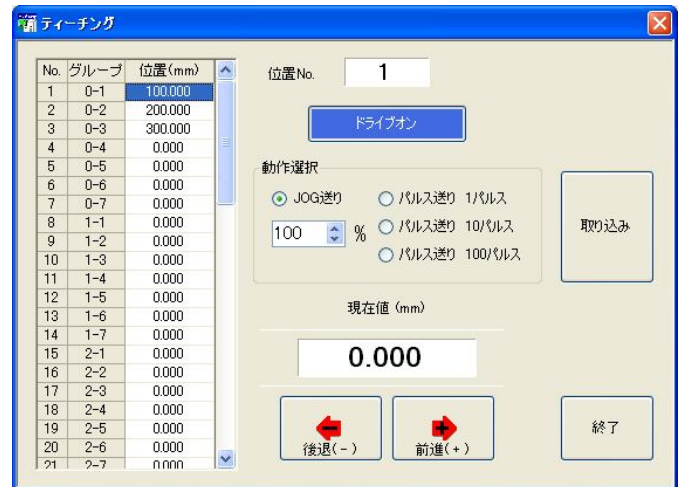 ティーチング
No. グループ 位置(mm)
1 0-1 100.000
2 0-2 200.000
3 0-3 300.000
4 0-4 0.000
5 0-5 0.000
6 0-6 0.000
7 0-7 0.000
8 1-1 0.000
9 1-2 0.000
10 1-3 0.000
11 1-4 0.000
12 1-5 0.000
13 1-6 0.000
14 1-7 0.000
15 2-1 0.000
16 2-2 0.000
17 2-3 0.000
18 2-4 0.000
19 2-5 0.000
20 2-6 0.000
21 2-7 0.000
位置No. 1
ドライブオン
動作選択
JOG送り
100 %
パルス送り 1パルス
パルス送り 10パルス
パルス送り 100パルス
取り込み
現在値 (mm)
0.000
後退(-)
前進(+)
終了